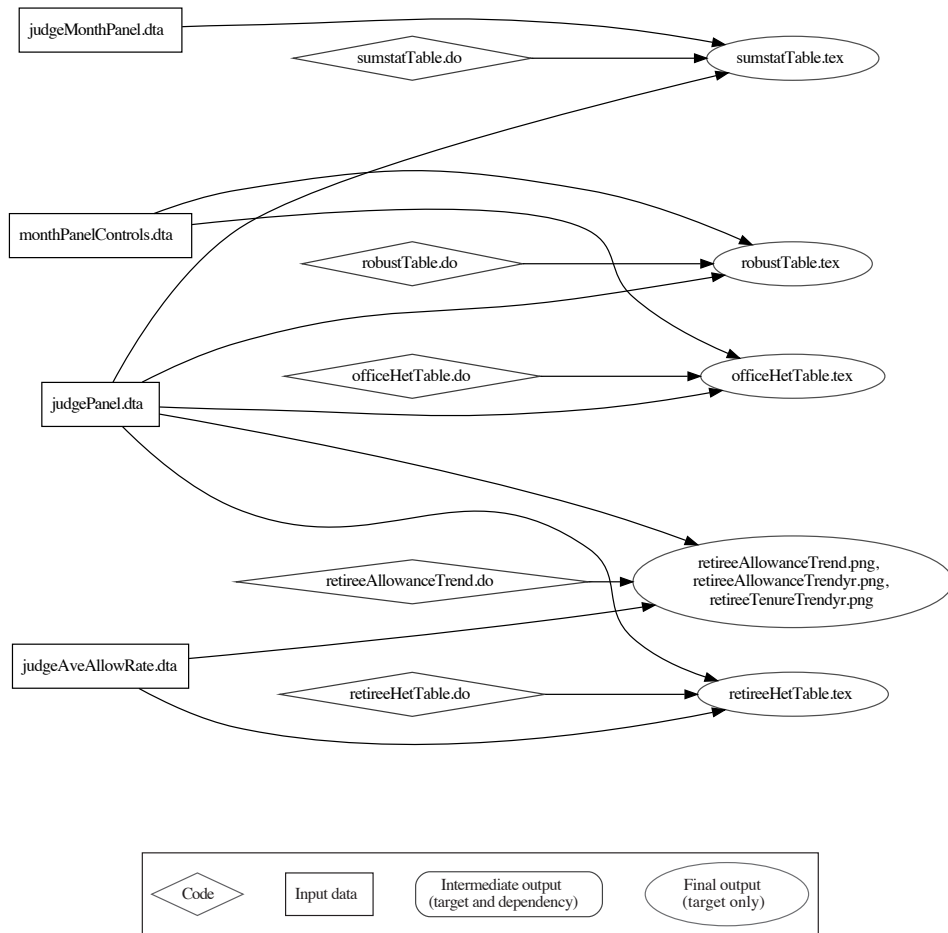 judgeMonthPanel.dta
sumstatTable.do
sumstatTable.tex
monthPanelControls.dta
robustTable.do
robustTable.tex
judgePanel.dta
officeHetTable.do
officeHetTable.tex
retireeAllowanceTrend.do
retireeAllowanceTrend.png,
retireeAllowanceTrendyr.png,
retireeTenureTrendyr.png
judgeAveAllowRate.dta
retireeHetTable.do
retireeHetTable.tex
Code
Input data
Intermediate output
(target and dependency)
Final output
(target only)